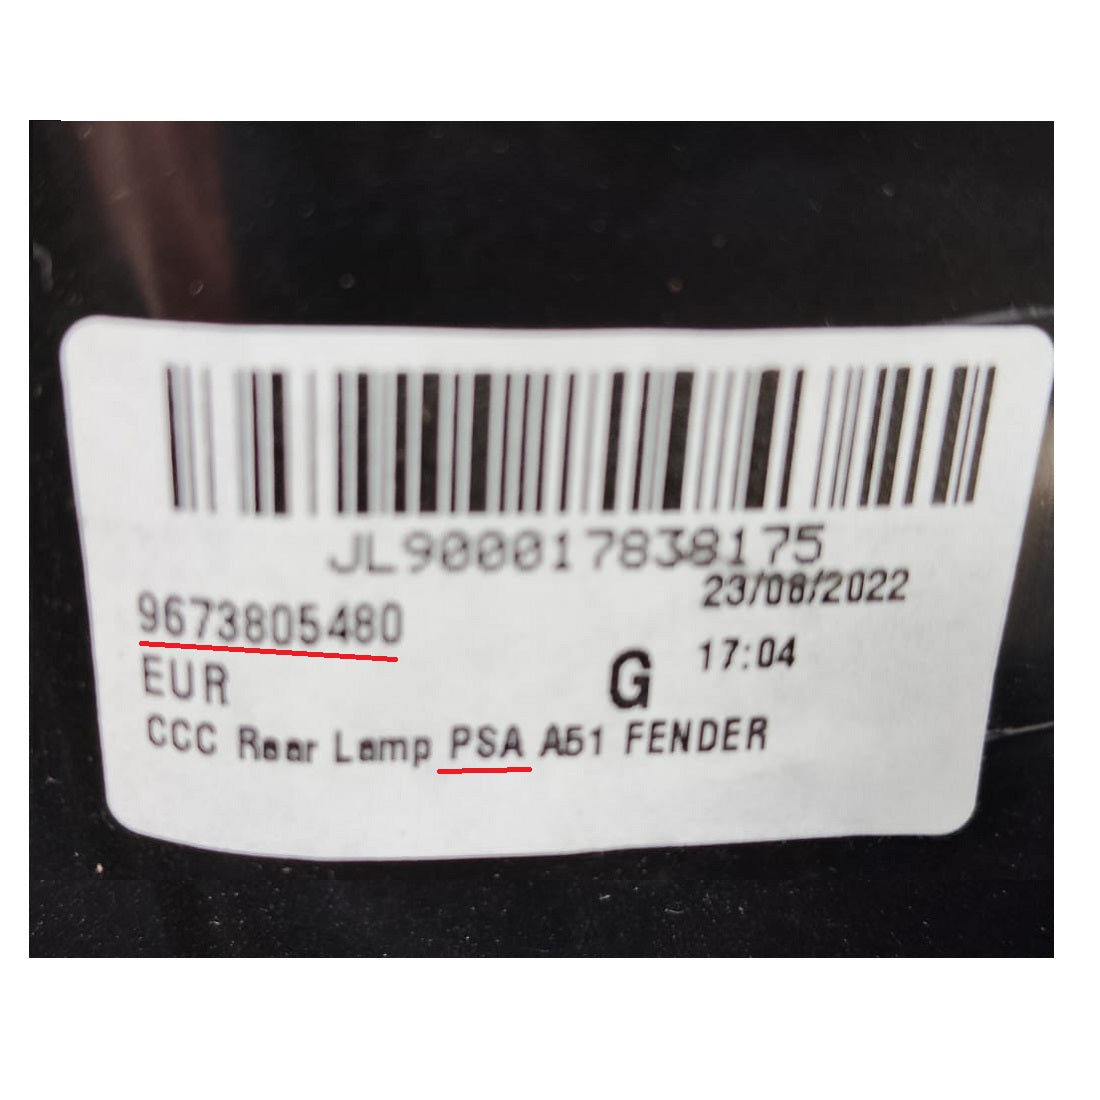 JL900017838175
23/08/2022
9673805480
17:04
EUR
G
CCC Rear Lamp PSA A51 FENDER